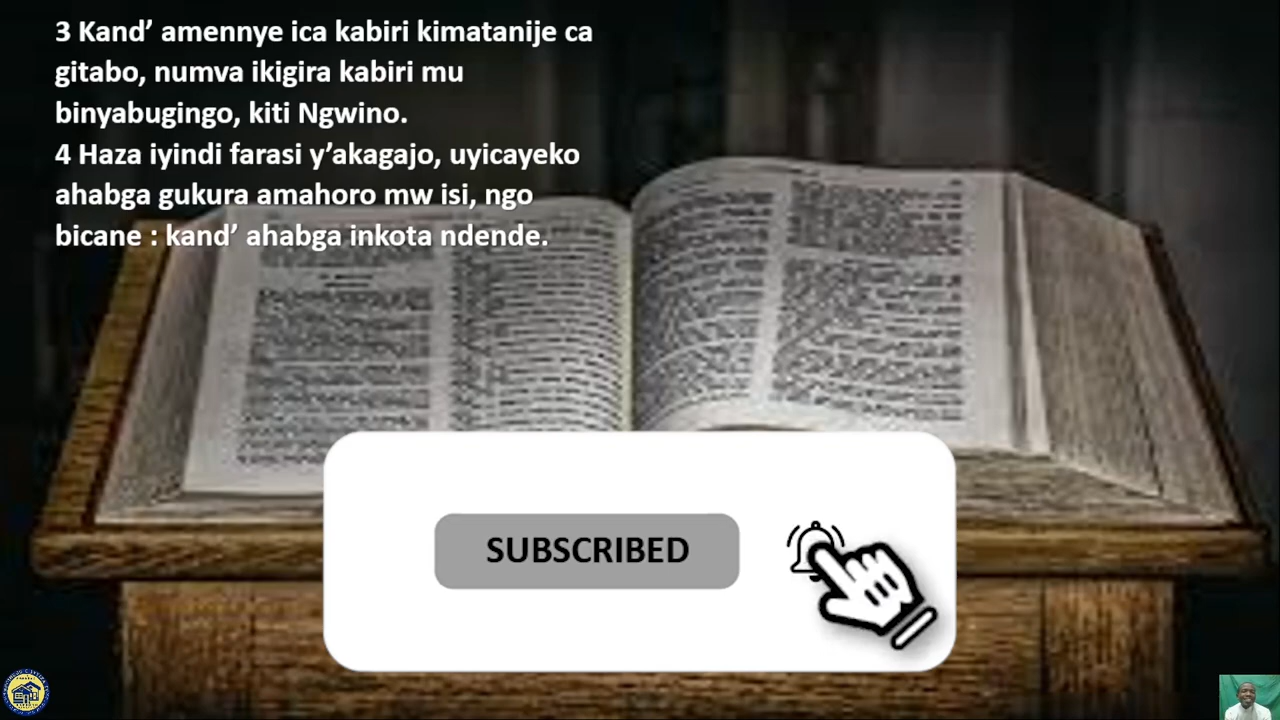 3 Kand’ amennye ica kabiri kimatanije ca
gitabo, numva ikigira kabiri mu
binyabugingo, kiti Ngwino.
4 Haza iyindi farasi y’akagajo, uyicayeko
ahabga gukura amahoro mw isi, ngo
bicane : kand’ ahabga inkota ndende.
SUBSCRIBED